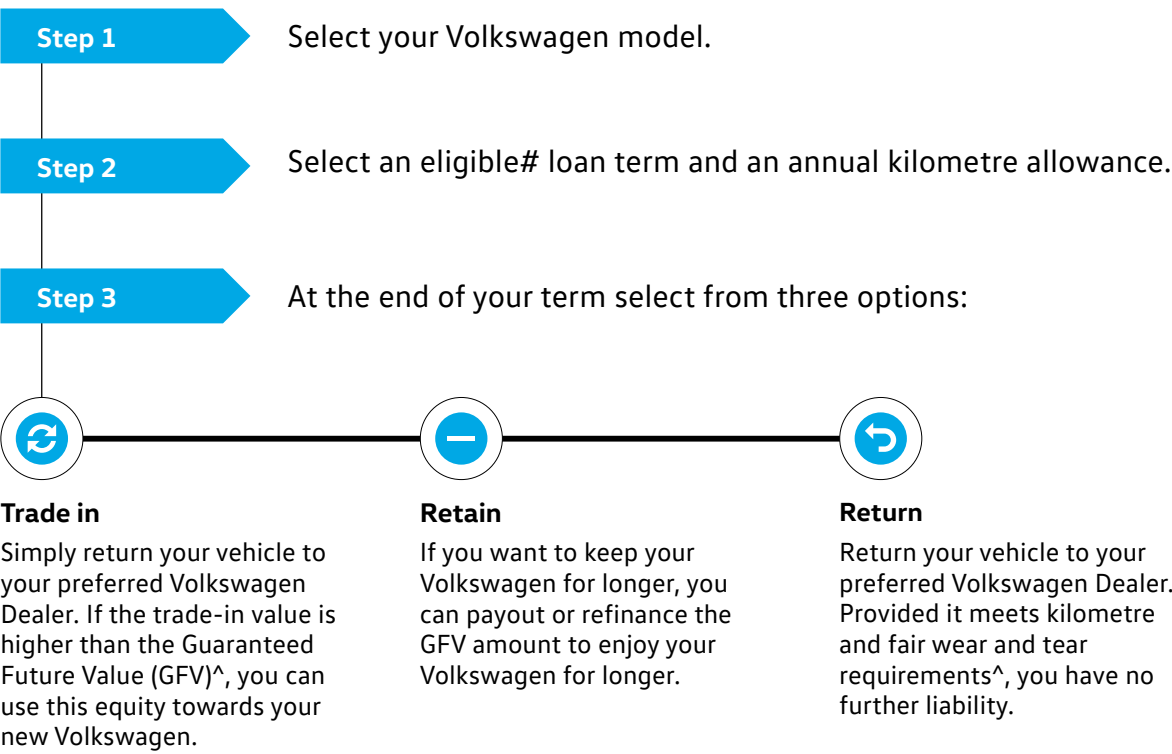 Step 1
Select your Volkswagen model.
Step 2
Select an eligible# loan term and an annual kilometre allowance.
Step 3
At the end of your term select from three options:
Trade in
Simply return your vehicle to
your preferred Volkswagen
Dealer. If the trade-in value is
higher than the Guaranteed
Future Value (GFV)^, you can
use this equity towards your
new Volkswagen.
Retain
If you want to keep your
Volkswagen for longer, you
can payout or refinance the
GFV amount to enjoy your
Volkswagen for longer.
Return
Return your vehicle to your
preferred Volkswagen Dealer.
Provided it meets kilometre
and fair wear and tear
requirements^, you have no
further liability.